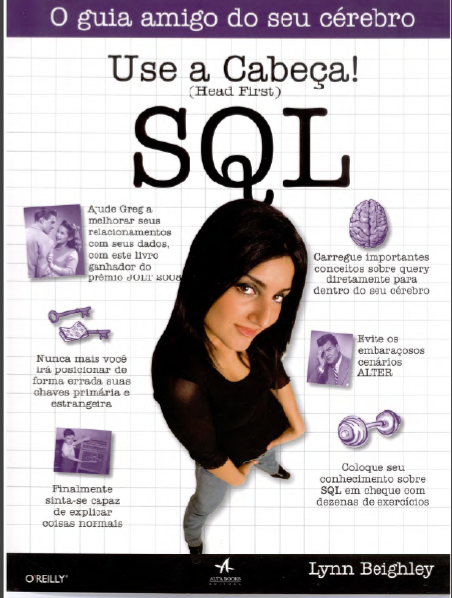 O guia amigo do seu cérebro
Use a Cabeça!
(Head First)
SQL
Ajude Greg a
melhorar seus
relacionamentos
com seus dados,
com este livro
ganhador do
prêmio JOLT 2008
Carregue importantes
conceitos sobre query
diretamente para
dentro do seu cérebro
Nunca mais você
irá posicionar de
forma errada suas
chaves primária e
estrangeira
Evite os
embaraçosos
cenários
ALTER
Finalmente
sinta-se capaz
de explicar
coisas normais
Coloque seu
conhecimento sobre
SQL em cheque com
dezenas de exercícios
O'REILLY®
ALTA BOOKS
EDITORA
Lynn Beighley